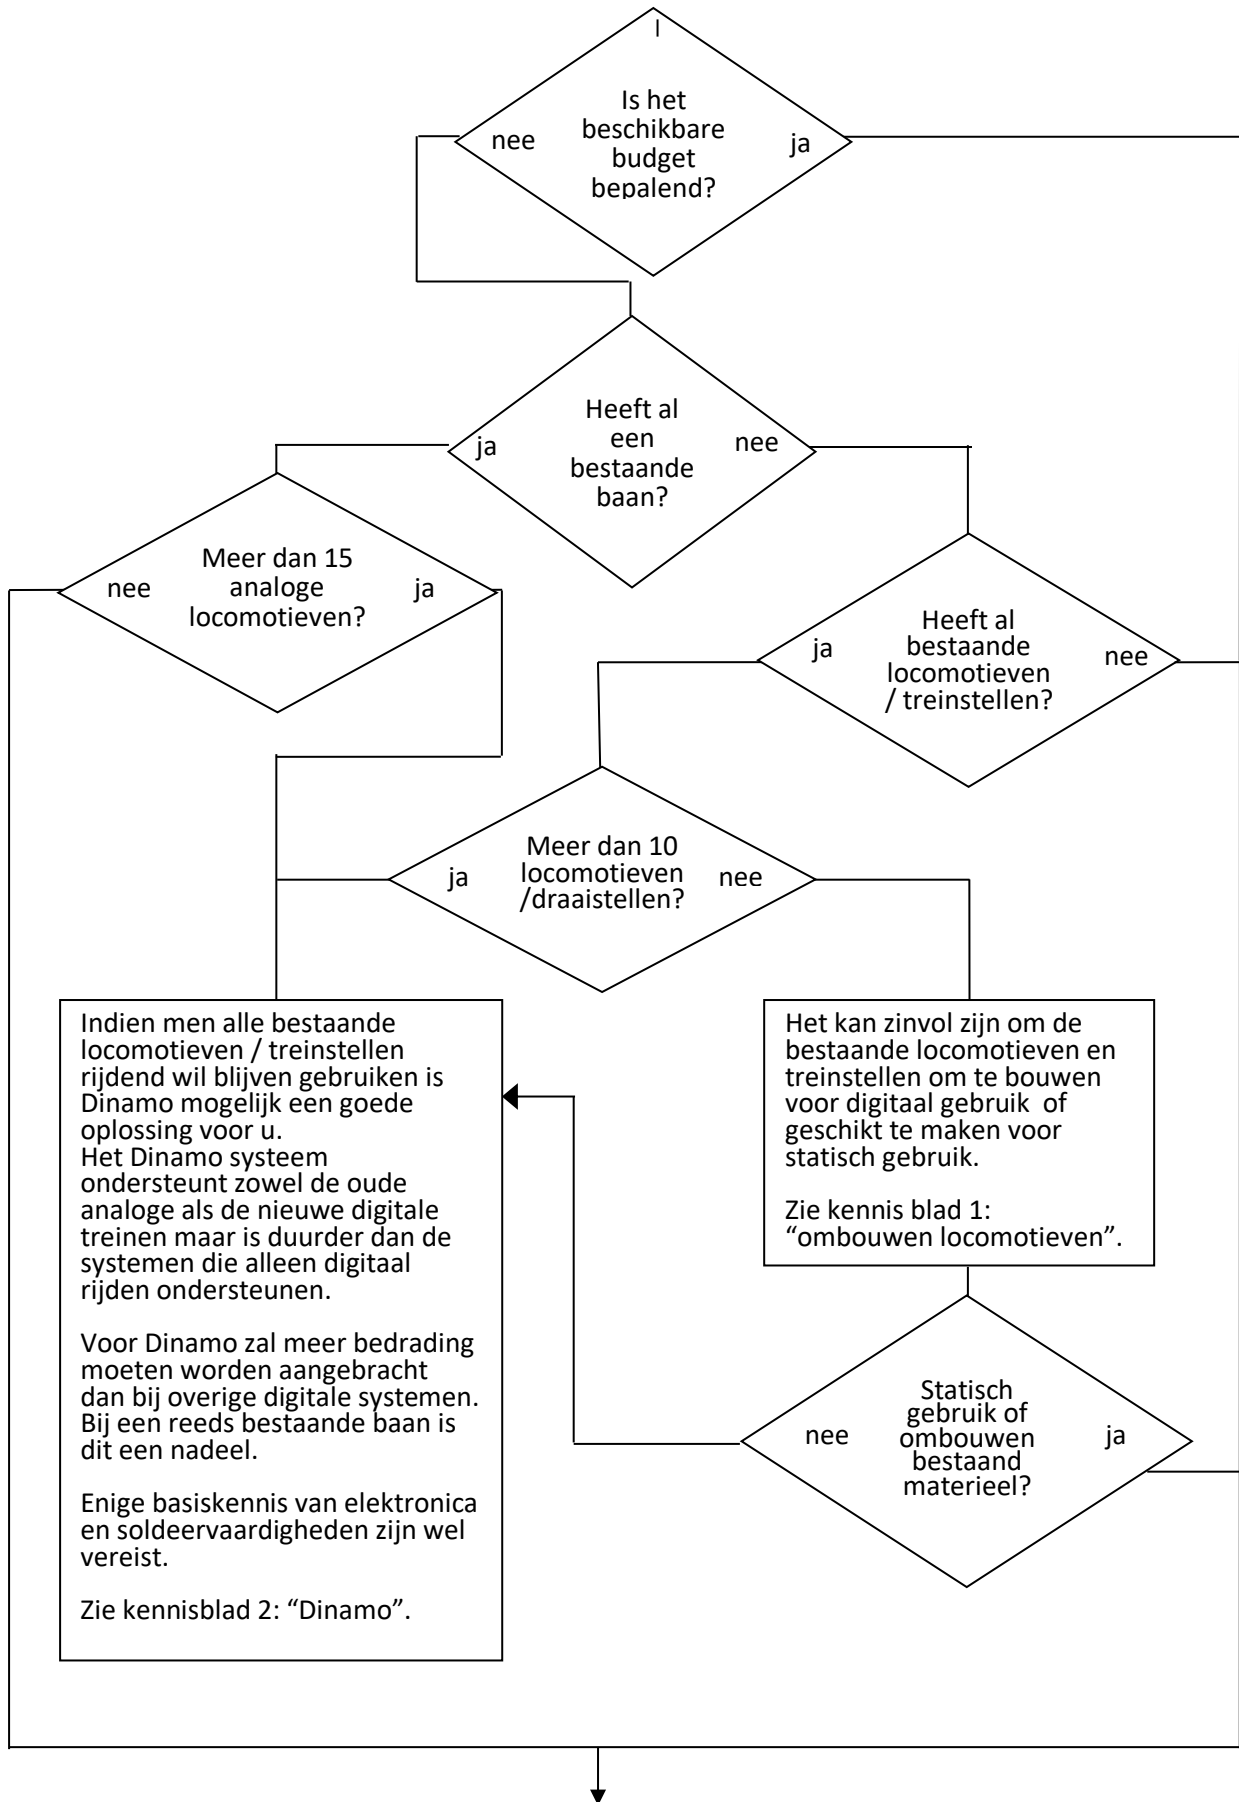 Is het
beschikbare
budget
bepalend?
nee
ja
Heeft al
een
bestaande
baan?
ja
nee
Meer dan 15
analoge
locomotieven?
nee
ja
Heeft al
bestaande
locomotieven
/ treinstellen?
ja
nee
Meer dan 10
locomotieven
/draaistellen?
ja
nee
Indien men alle bestaande
locomotieven / treinstellen
rijdend wil blijven gebruiken is
Dinamo mogelijk een goede
oplossing voor u.
Het Dinamo systeem
ondersteunt zowel de oude
analoge als de nieuwe digitale
treinen maar is duurder dan de
systemen die alleen digitaal
rijden ondersteunen.
Voor Dinamo zal meer bedrading
moeten worden aangebracht
dan bij overige digitale systemen.
Bij een reeds bestaande baan is
dit een nadeel.
Enige basiskennis van elektronica
en soldeervaardigheden zijn wel
vereist.
Zie kennisblad 2: “Dinamo”.
Het kan zinvol zijn om de
bestaande locomotieven en
treinstellen om te bouwen
voor digitaal gebruik of
geschikt te maken voor
statisch gebruik.
Zie kennis blad 1:
“ombouwen locomotieven”.
Statisch
gebruik of
ombouwen
bestaand
materieel?
nee
ja